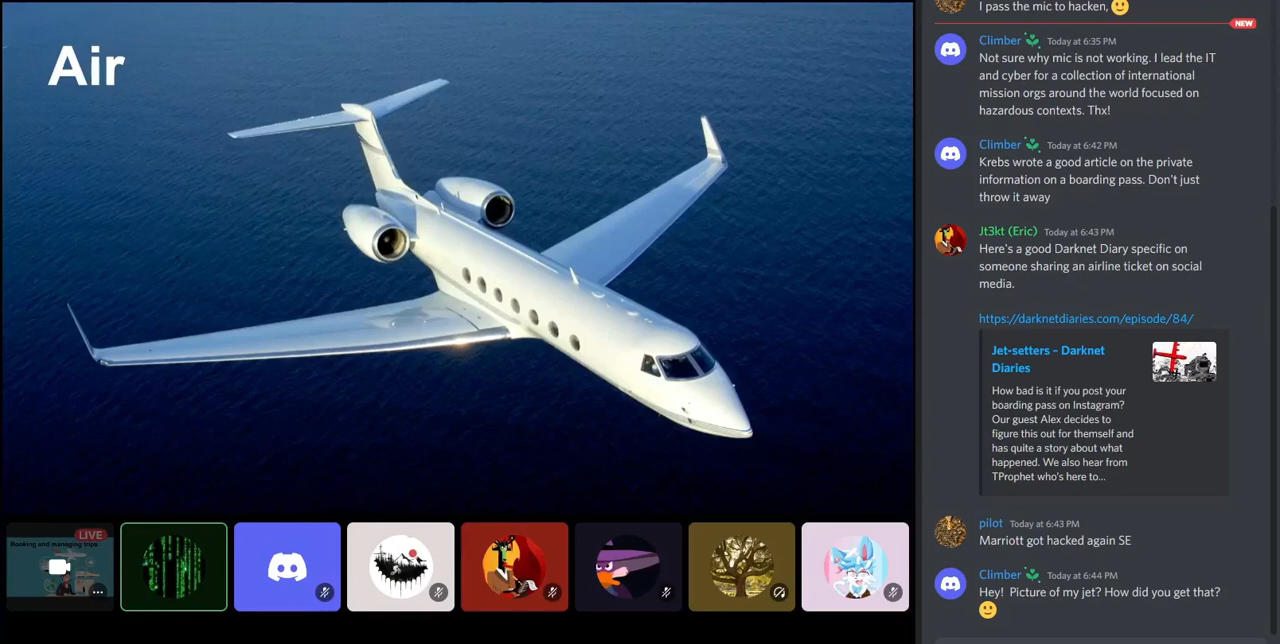 Air
LIVE
Booking and managing trips
I pass the mic to hacken, 🙂
NEW
Climber Today at 6:35 PM
Not sure why mic is not working. I lead the IT
and cyber for a collection of international
mission orgs around the world focused on
hazardous contexts. Thx!
Climber Today at 6:42 PM
Krebs wrote a good article on the private
information on a boarding pass. Don't just
throw it away
Jt3kt (Eric) Today at 6:43 PM
Here's a good Darknet Diary specific on
someone sharing an airline ticket on social
media.
https://darknetdiaries.com/episode/84/
Jet-setters – Darknet
Diaries
How bad is it if you post your
boarding pass on Instagram?
Our guest Alex decides to
figure this out for themself and
has quite a story about what
happened. We also hear from
TProphet who's here to...
pilot Today at 6:43 PM
Marriott got hacked again SE
Climber Today at 6:44 PM
Hey! Picture of my jet? How did you get that?
🙂